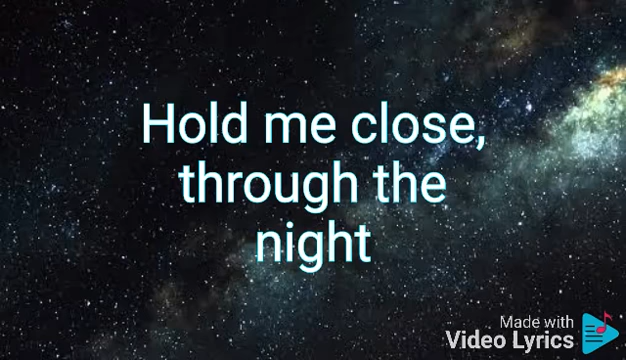 Hold me close,
through the
night
Made with
Video Lyrics